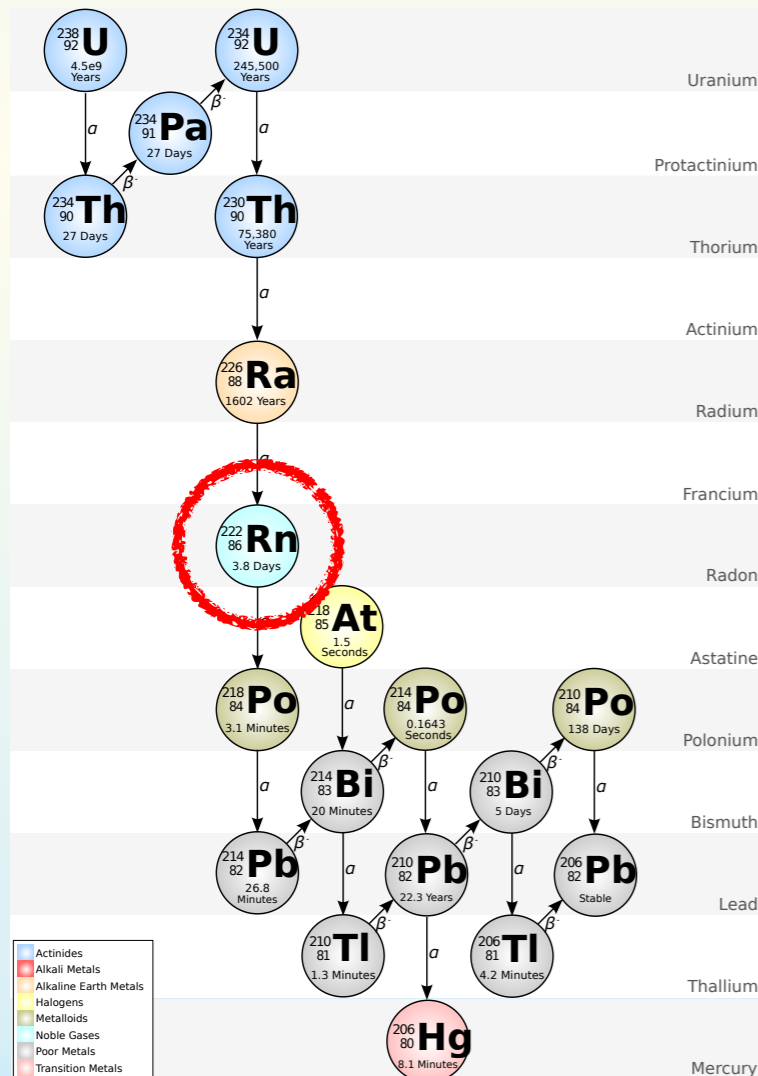 238
92 U
4.5e9
Years
234
92 U
245,500
Years
Uranium
α
β-
α
234
91 Pa
27 Days
Protactinium
β-
234
90 Th
27 Days
230
90 Th
75,380
Years
Thorium
α
Actinium
226
88 Ra
1602 Years
Radium
α
Francium
222
86 Rn
3.8 Days
Radon
218
85 At
1.5
Seconds
Astatine
218
84 Po
3.1 Minutes
α
214
84 Po
0.1643
Seconds
210
84 Po
138 Days
Polonium
β-
β-
214
83 Bi
20 Minutes
210
83 Bi
5 Days
α
α
α
Bismuth
β-
β-
214
82 Pb
26.8
Minutes
210
82 Pb
22.3 Years
206
82 Pb
Stable
α
α
Lead
β-
β-
210
81 Tl
1.3 Minutes
α
206
81 Tl
4.2 Minutes
Thallium
206
80 Hg
8.1 Minutes
Mercury
Actinides
Alkali Metals
Alkaline Earth Metals
Halogens
Metalloids
Noble Gases
Poor Metals
Transition Metals